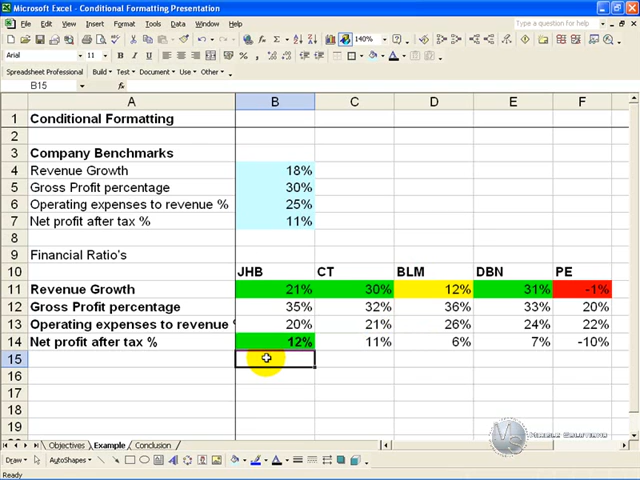 Microsoft Excel - Conditional Formatting Presentation
File Edit View Insert Format Tools Data Window Help
Type a question for help
140%
Arial 11 B I U
Spreadsheet Professional Build Test Document Use Other
B15 fx
A B C D E F
1 Conditional Formatting
2
3 Company Benchmarks
4 Revenue Growth 18%
5 Gross Profit percentage 30%
6 Operating expenses to revenue % 25%
7 Net profit after tax % 11%
8
9 Financial Ratio's
10 JHB CT BLM DBN PE
11 Revenue Growth 21% 30% 12% 31% -1%
12 Gross Profit percentage 35% 32% 36% 33% 20%
13 Operating expenses to revenue 20% 21% 26% 24% 22%
14 Net profit after tax % 12% 11% 6% 7% -10%
15
16
17
18
19
Objectives Example Conclusion
Draw AutoShapes
Ready